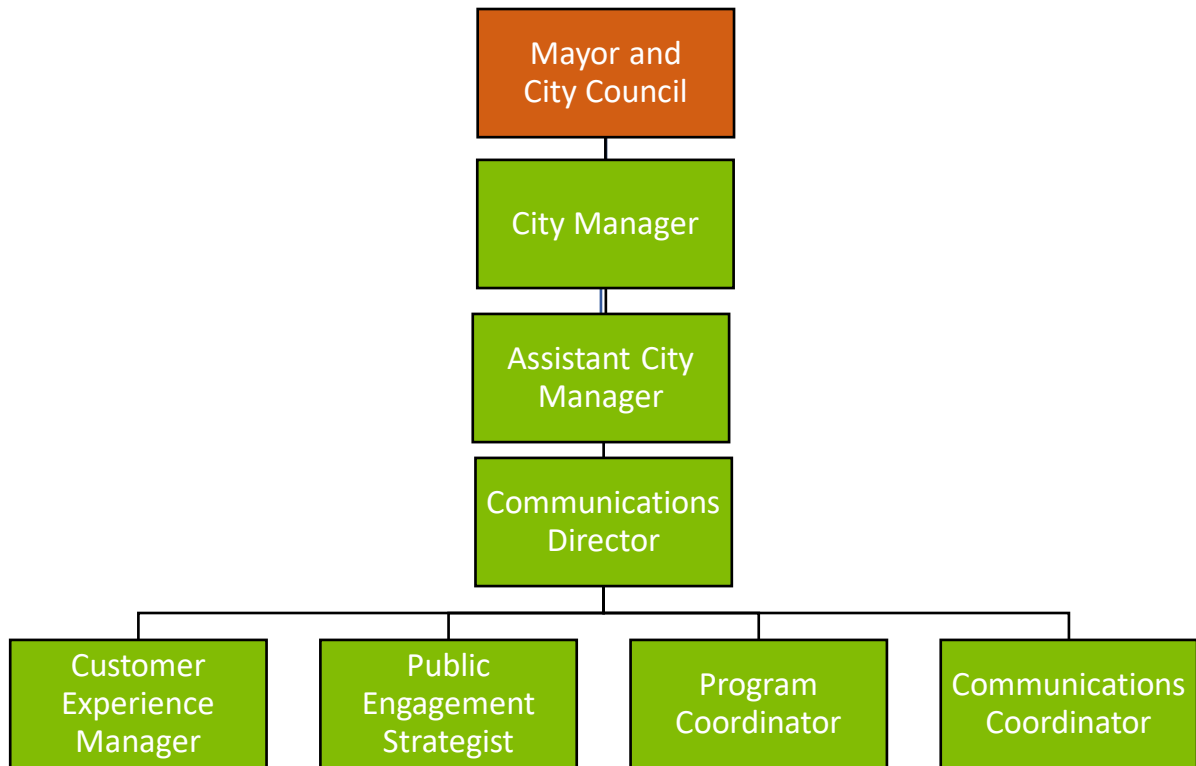 Mayor and
City Council
City Manager
Assistant City
Manager
Communications
Director
Customer
Experience
Manager
Public
Engagement
Strategist
Program
Coordinator
Communications
Coordinator